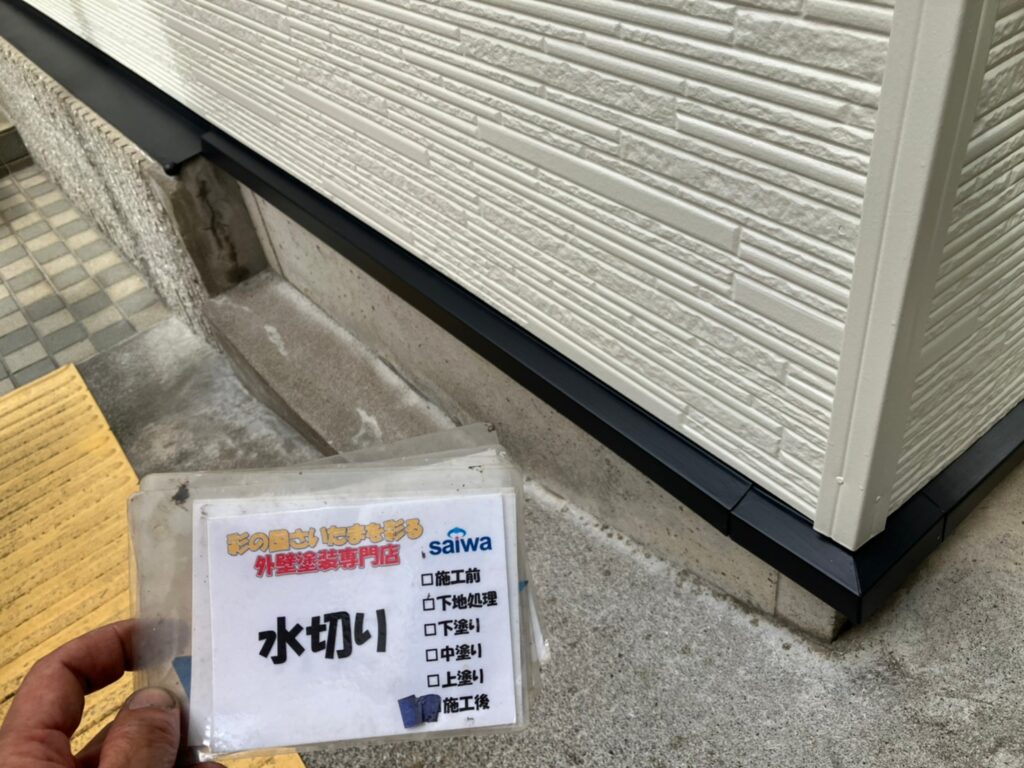 彩の国さいたまを彩る
外壁塗装専門店
saiwa
水切り
□施工前
□下地処理
□下塗り
□中塗り
□上塗り
施工後